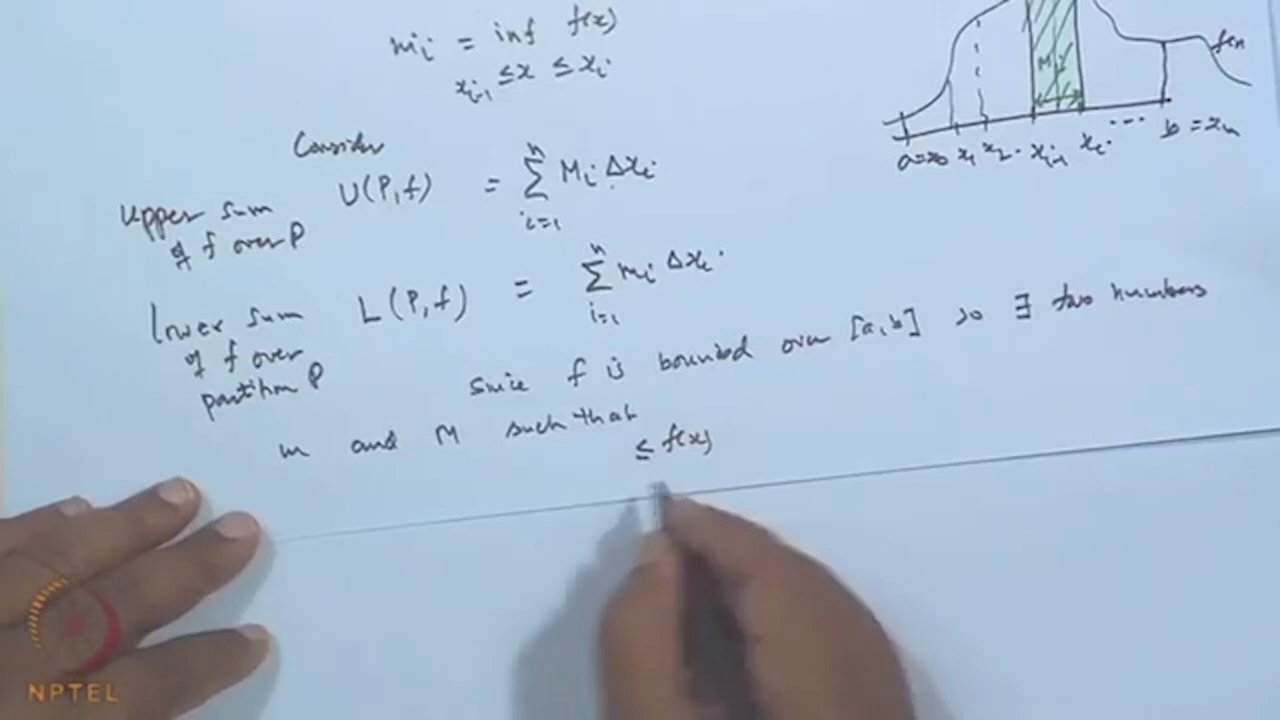 mᵢ = inf f(x)
xᵢ₋₁ ≤ x ≤ xᵢ
f(x)
Mᵢ
a=x₀ x₁ x₂ . xᵢ₋₁ xᵢ ... b = xₙ
Consider
Upper sum U(P,f) = ∑ᵢ₌₁ⁿ Mᵢ Δxᵢ
of f over P
Lower sum L(P,f) = ∑ᵢ₌₁ⁿ mᵢ Δxᵢ
of f over
partition P
Since f is bounded over [a,b] so ∃ two numbers
m and M such that
≤ f(x)
NPTEL